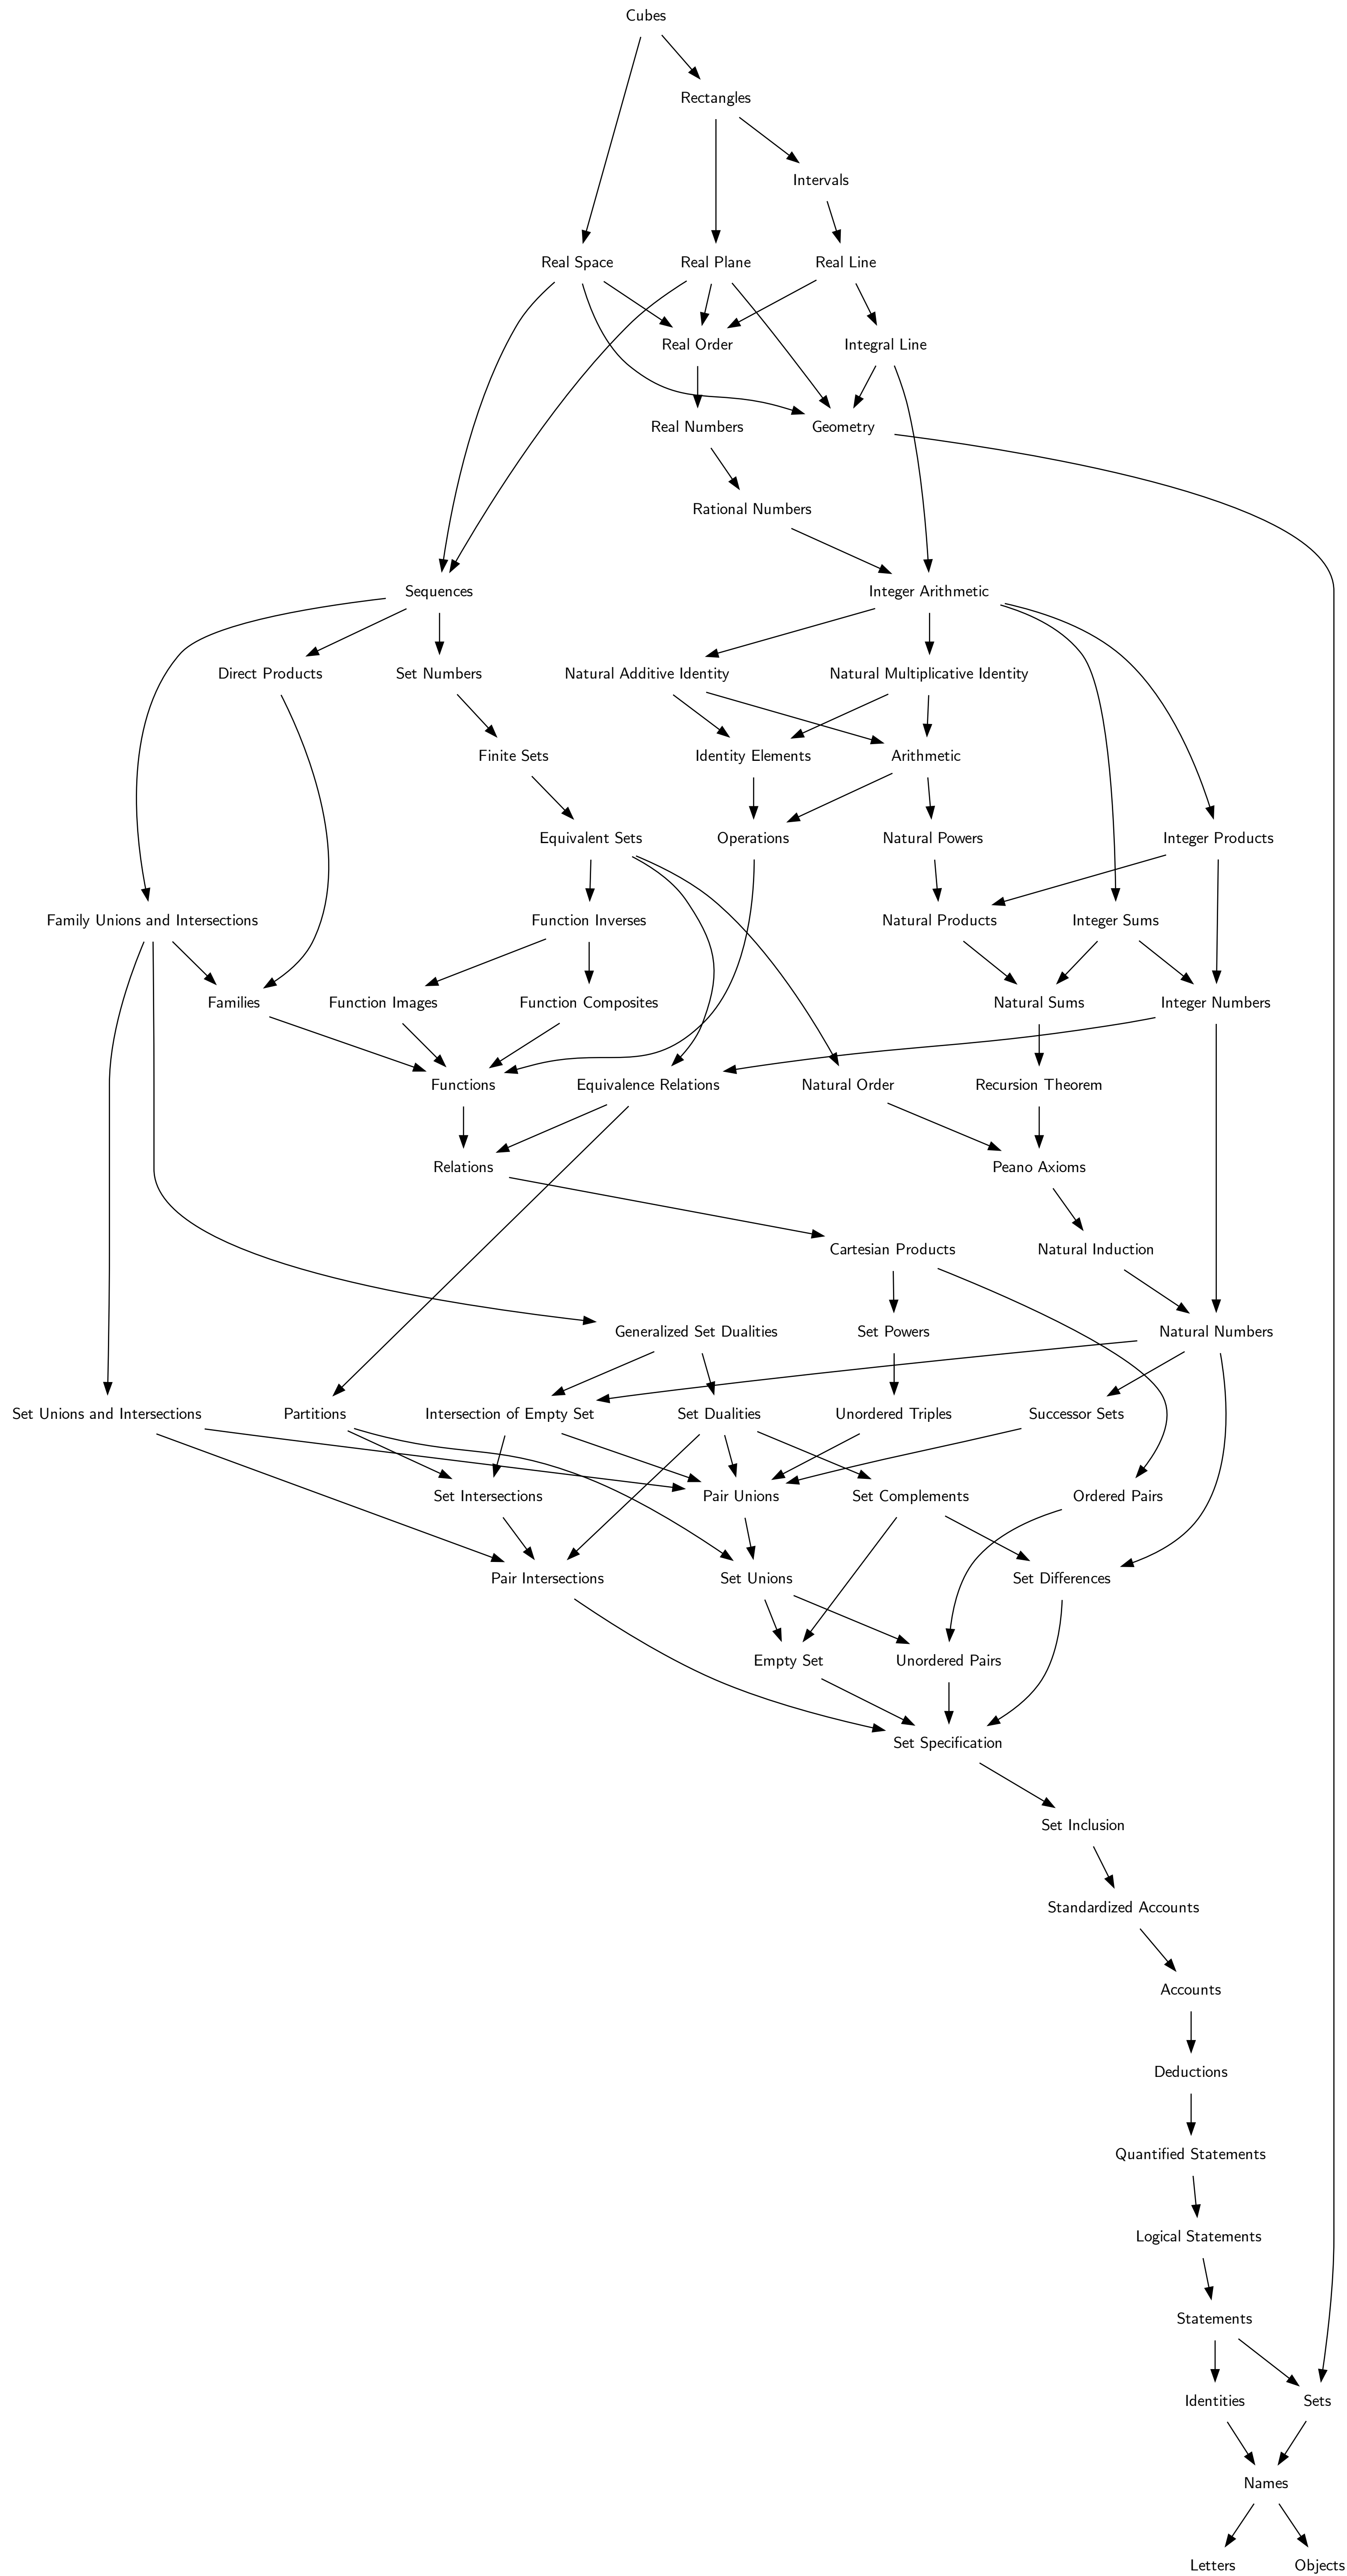 Cubes
Rectangles
Intervals
Real Space
Real Plane
Real Line
Real Order
Integral Line
Real Numbers
Geometry
Rational Numbers
Sequences
Integer Arithmetic
Direct Products
Set Numbers
Natural Additive Identity
Natural Multiplicative Identity
Finite Sets
Identity Elements
Arithmetic
Equivalent Sets
Operations
Natural Powers
Integer Products
Family Unions and Intersections
Function Inverses
Natural Products
Integer Sums
Families
Function Images
Function Composites
Natural Sums
Integer Numbers
Functions
Equivalence Relations
Natural Order
Recursion Theorem
Relations
Peano Axioms
Cartesian Products
Natural Induction
Generalized Set Dualities
Set Powers
Natural Numbers
Set Unions and Intersections
Partitions
Intersection of Empty Set
Set Dualities
Unordered Triples
Successor Sets
Set Intersections
Pair Unions
Set Complements
Ordered Pairs
Pair Intersections
Set Unions
Set Differences
Empty Set
Unordered Pairs
Set Specification
Set Inclusion
Standardized Accounts
Accounts
Deductions
Quantified Statements
Logical Statements
Statements
Identities
Sets
Names
Letters
Objects